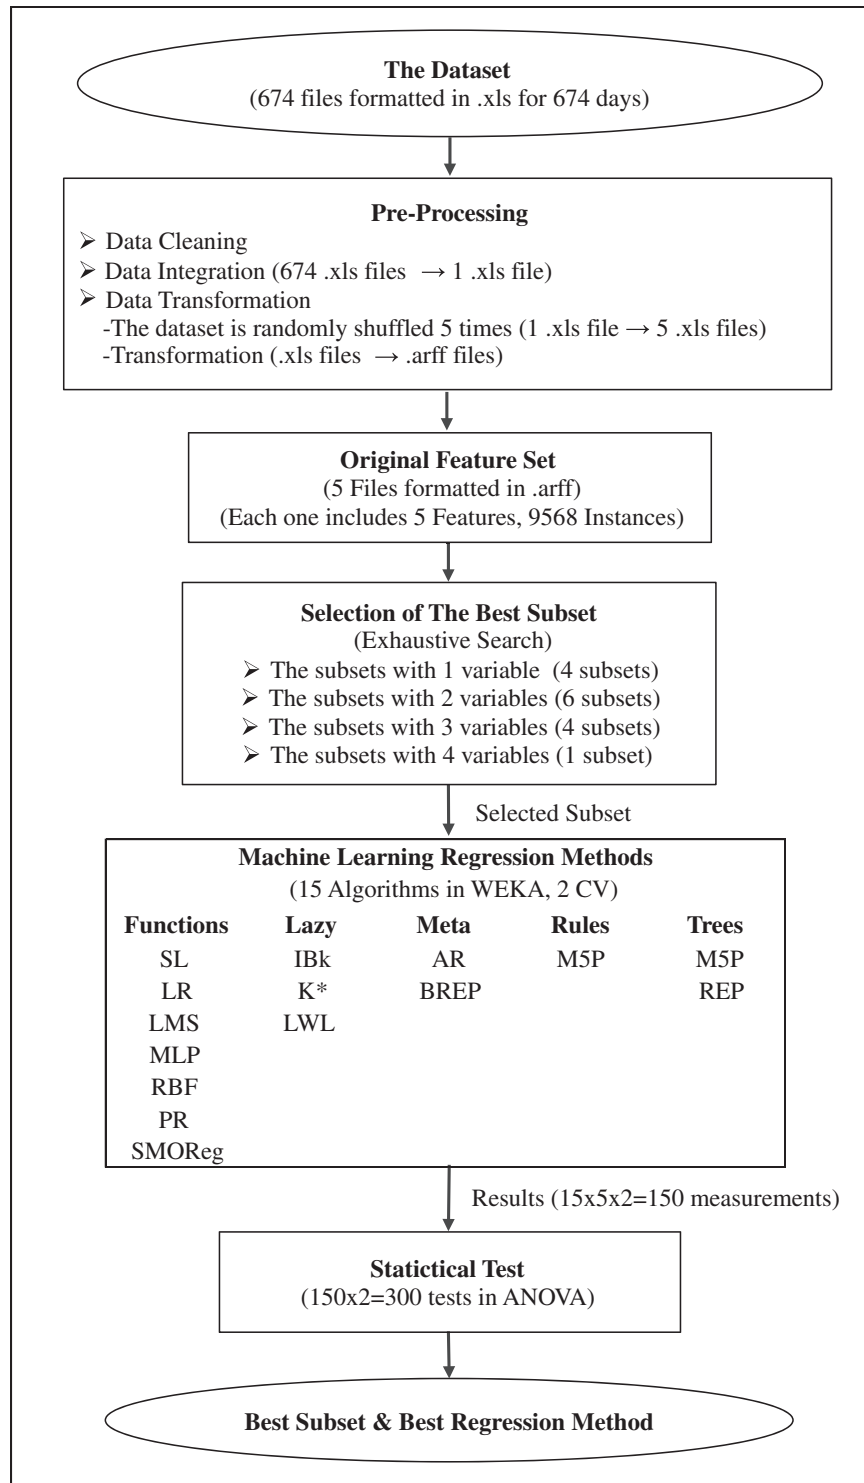 The Dataset
(674 files formatted in .xls for 674 days)
Pre-Processing
➢ Data Cleaning
➢ Data Integration (674 .xls files → 1 .xls file)
➢ Data Transformation
-The dataset is randomly shuffled 5 times (1 .xls file → 5 .xls files)
-Transformation (.xls files → .arff files)
Original Feature Set
(5 Files formatted in .arff)
(Each one includes 5 Features, 9568 Instances)
Selection of The Best Subset
(Exhaustive Search)
➢ The subsets with 1 variable (4 subsets)
➢ The subsets with 2 variables (6 subsets)
➢ The subsets with 3 variables (4 subsets)
➢ The subsets with 4 variables (1 subset)
Selected Subset
Machine Learning Regression Methods
(15 Algorithms in WEKA, 2 CV)
Functions Lazy Meta Rules Trees
SL IBk AR M5P M5P
LR K* BREP REP
LMS LWL
MLP
RBF
PR
SMOReg
Results (15x5x2=150 measurements)
Statictical Test
(150x2=300 tests in ANOVA)
Best Subset & Best Regression Method